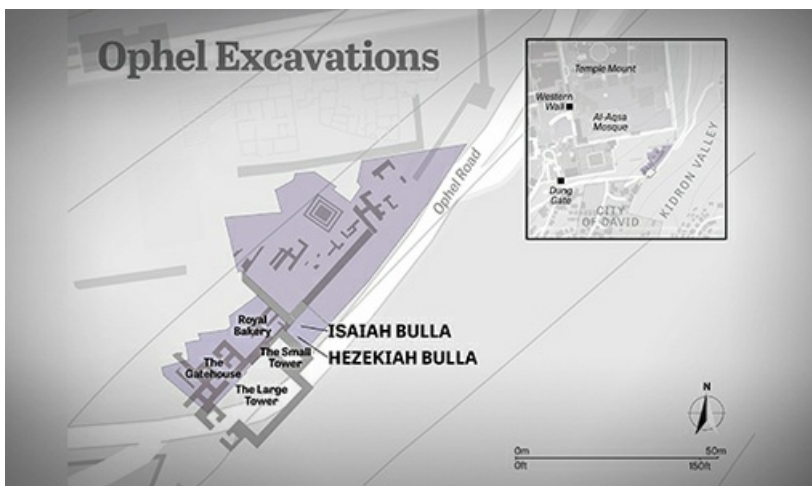 Ophel Excavations
Temple Mount
Western
Wall
Al-Aqsa
Mosque
Dung
Gate
CITY
OF DAVID
KIDRON VALLEY
Ophel Road
Royal
Bakery
ISAIAH BULLA
HEZEKIAH BULLA
The Small
Tower
The
Gatehouse
The Large
Tower
N
0m
50m
0ft
150ft